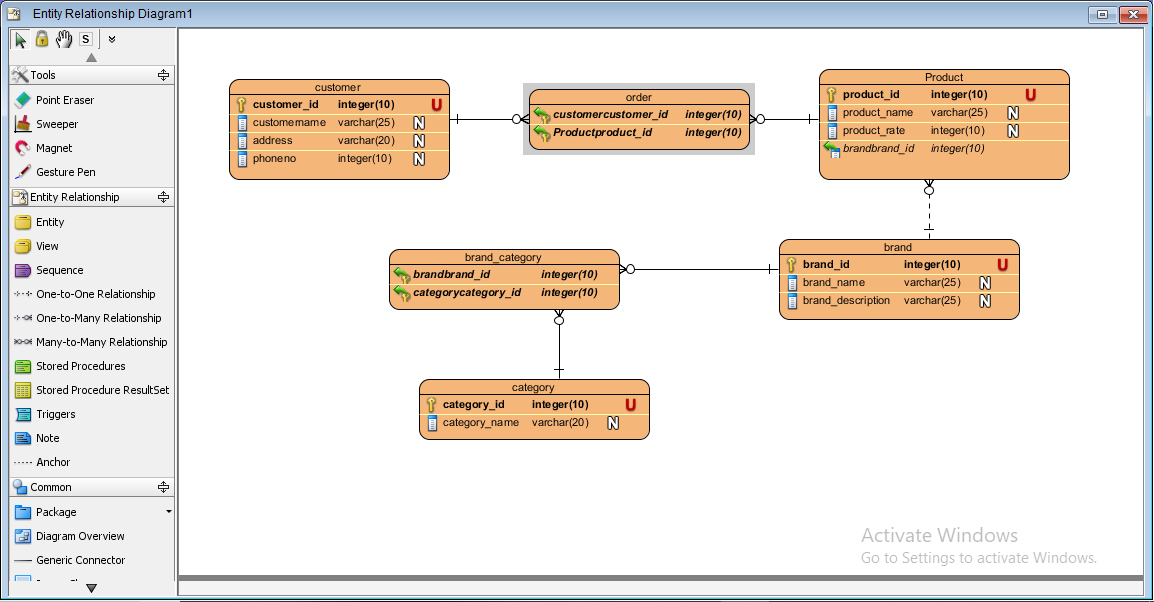 Entity Relationship Diagram1
S
Tools
Point Eraser
Sweeper
Magnet
Gesture Pen
Entity Relationship
Entity
View
Sequence
One-to-One Relationship
One-to-Many Relationship
Many-to-Many Relationship
Stored Procedures
Stored Procedure ResultSet
Triggers
Note
Anchor
Common
Package
Diagram Overview
Generic Connector
customer
customer_id integer(10) U
customername varchar(25) N
address varchar(20) N
phoneno integer(10) N
order
customercustomer_id integer(10)
Productproduct_id integer(10)
Product
product_id integer(10) U
product_name varchar(25) N
product_rate integer(10) N
brandbrand_id integer(10)
brand_category
brandbrand_id integer(10)
categorycategory_id integer(10)
brand
brand_id integer(10) U
brand_name varchar(25) N
brand_description varchar(25) N
category
category_id integer(10) U
category_name varchar(20) N
Activate Windows
Go to Settings to activate Windows.